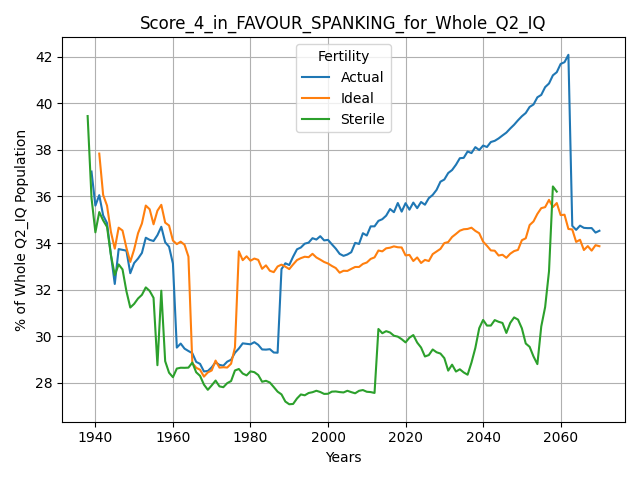 Score_4_in_FAVOUR_SPANKING_for_Whole_Q2_IQ
Fertility
Actual
Ideal
Sterile
% of Whole Q2_IQ Population
42
40
38
36
34
32
30
28
1940
1960
1980
2000
2020
2040
2060
Years